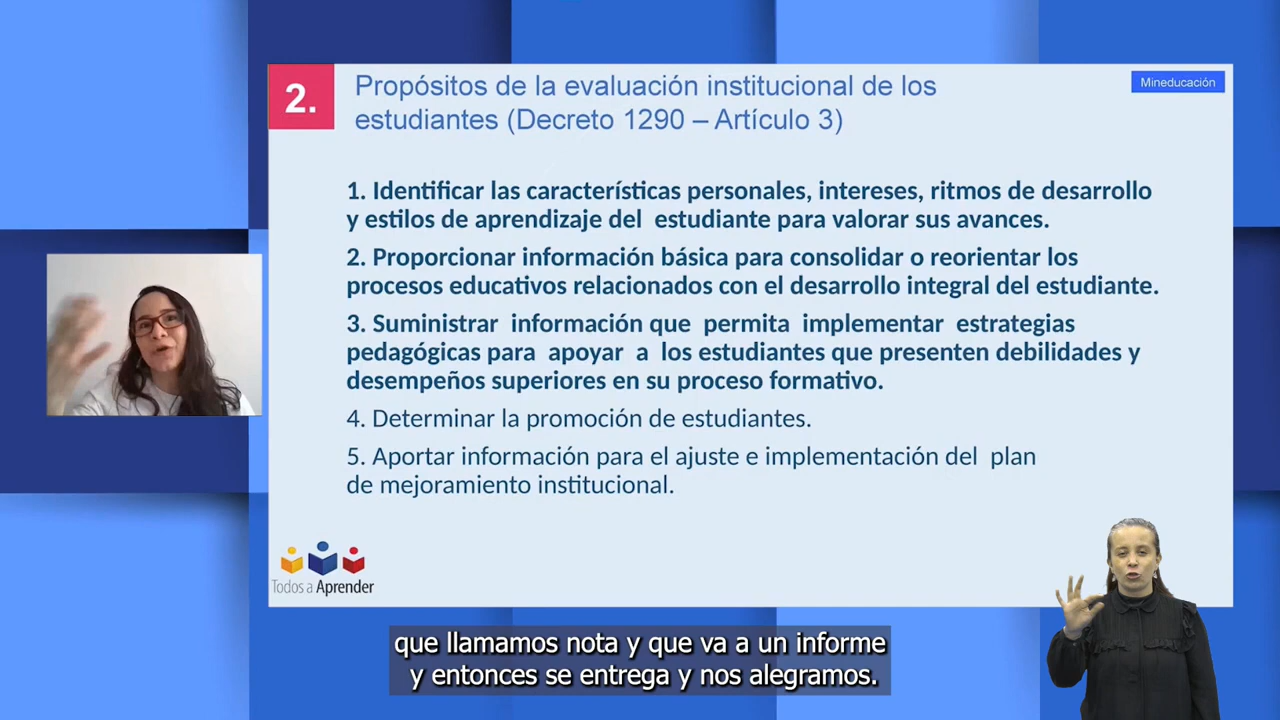 2.
Propósitos de la evaluación institucional de los
estudiantes (Decreto 1290 – Artículo 3)
Mineducación
1. Identificar las características personales, intereses, ritmos de desarrollo
y estilos de aprendizaje del estudiante para valorar sus avances.
2. Proporcionar información básica para consolidar o reorientar los
procesos educativos relacionados con el desarrollo integral del estudiante.
3. Suministrar información que permita implementar estrategias
pedagógicas para apoyar a los estudiantes que presenten debilidades y
desempeños superiores en su proceso formativo.
4. Determinar la promoción de estudiantes.
5. Aportar información para el ajuste e implementación del plan
de mejoramiento institucional.
Todos a Aprender
que llamamos nota y que va a un informe
y entonces se entrega y nos alegramos.